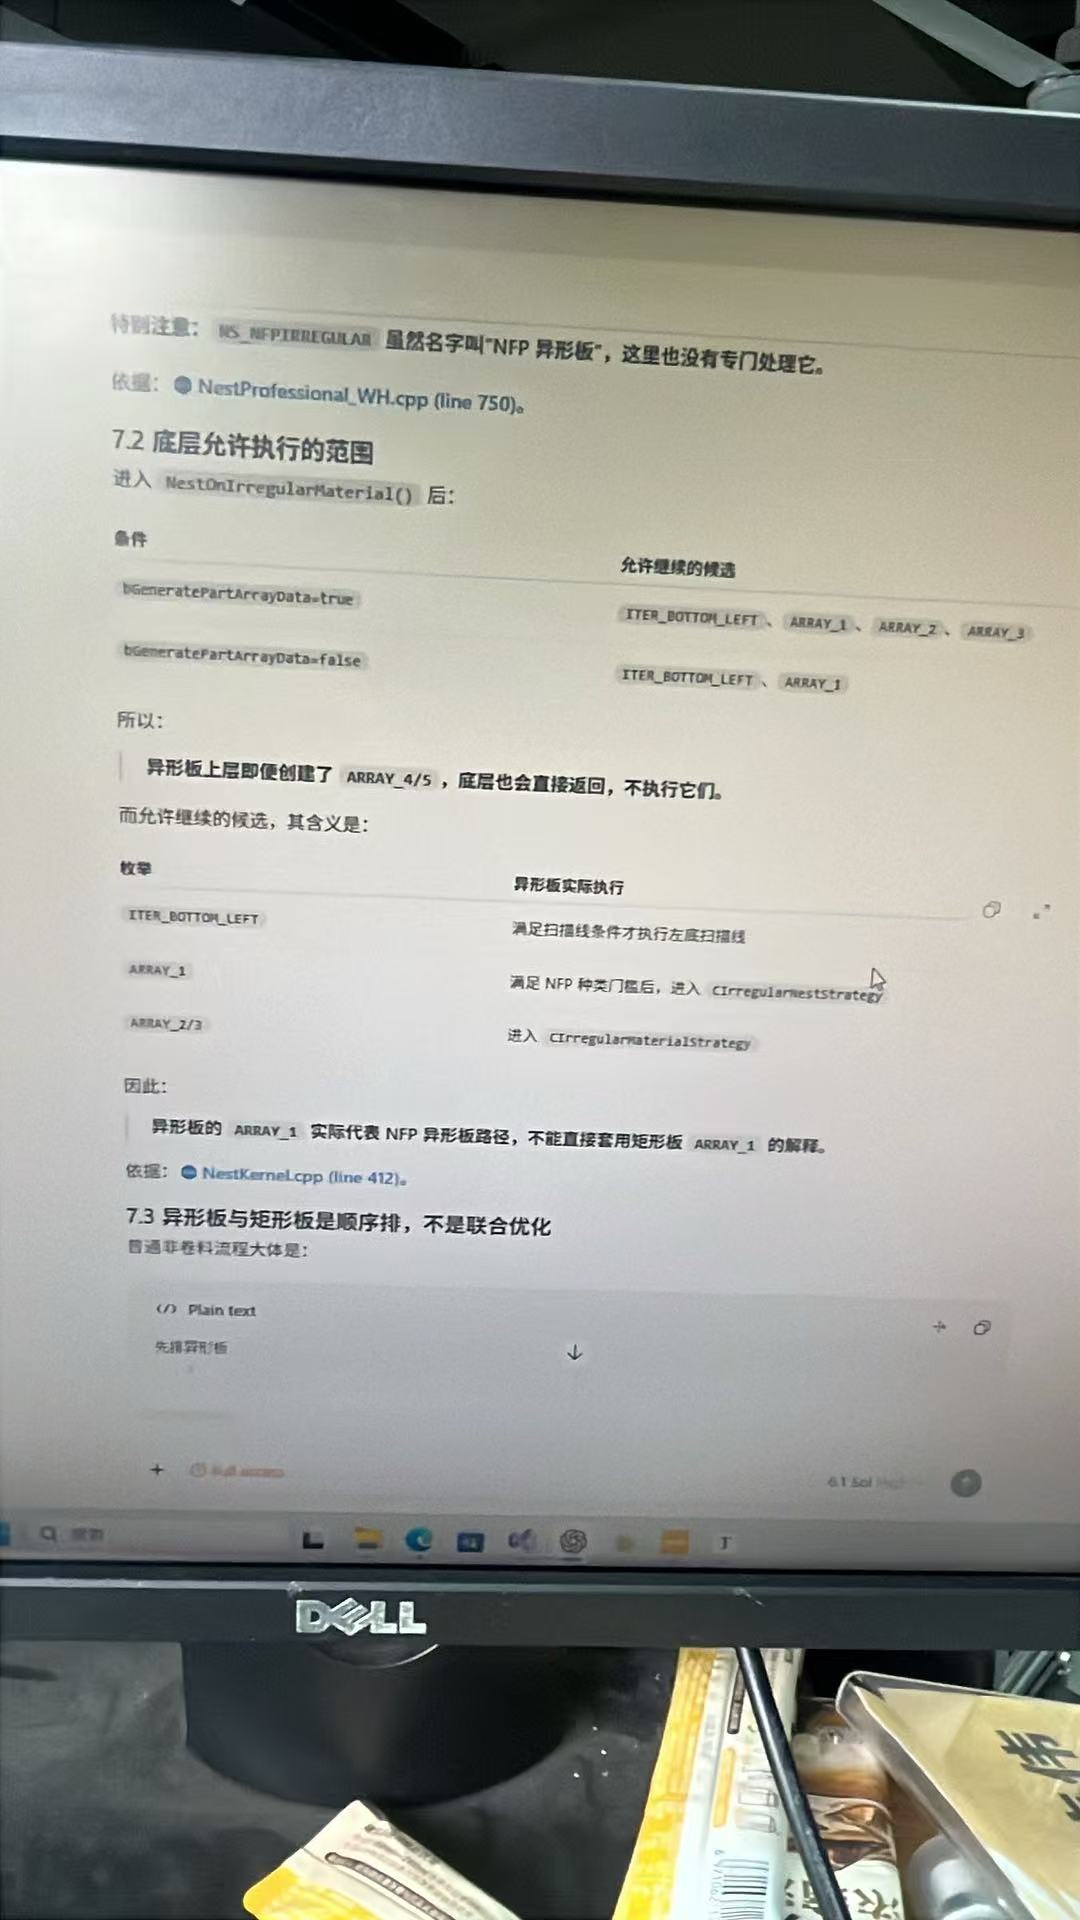 特别注意： NS_NFPIRREGULAR 虽然名字叫“NFP 异形板”，这里也没有专门处理它。
依据： NestProfessional_WH.cpp (line 750)。
7.2 底层允许执行的范围
进入 NestOnIrregularMaterial() 后：
条件 允许继续的候选
bGeneratePartArrayData=true ITER_BOTTOM_LEFT 、 ARRAY_1 、 ARRAY_2 、 ARRAY_3
bGeneratePartArrayData=false ITER_BOTTOM_LEFT 、 ARRAY_1
所以：
异形板上层即便创建了 ARRAY_4/5 ，底层也会直接返回，不执行它们。
而允许继续的候选，其含义是：
枚举 异形板实际执行
ITER_BOTTOM_LEFT 满足扫描线条件才执行左底扫描线
ARRAY_1 满足 NFP 种类门槛后，进入 CIrregularNestStrategy
ARRAY_2/3 进入 CIrregularMaterialStrategy
因此：
异形板的 ARRAY_1 实际代表 NFP 异形板路径，不能直接套用矩形板 ARRAY_1 的解释。
依据： NestKernel.cpp (line 412)。
7.3 异形板与矩形板是顺序排，不是联合优化
普通非卷料流程大体是：
Plain text
先排异形板
Full access
6.1 Sol
搜索
DELL